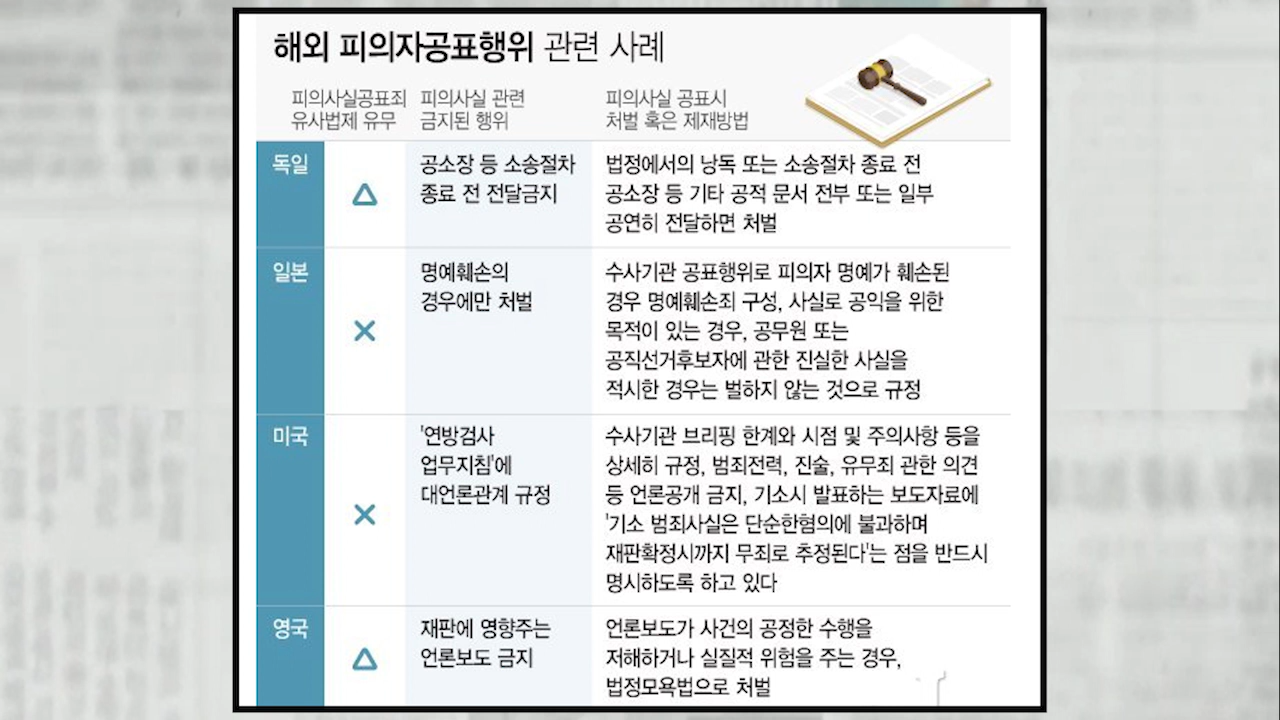 해외 피의자공표행위 관련 사례
피의사실공표죄
유사법제 유무
피의사실 관련
금지된 행위
피의사실 공표시
처벌 혹은 제재방법
독일
△
공소장 등 소송절차
종료 전 전달금지
법정에서의 낭독 또는 소송절차 종료 전
공소장 등 기타 공적 문서 전부 또는 일부
공연히 전달하면 처벌
일본
×
명예훼손의
경우에만 처벌
수사기관 공표행위로 피의자 명예가 훼손된
경우 명예훼손죄 구성, 사실로 공익을 위한
목적이 있는 경우, 공무원 또는
공직선거후보자에 관한 진실한 사실을
적시한 경우는 벌하지 않는 것으로 규정
미국
×
'연방검사
업무지침'에
대언론관계 규정
수사기관 브리핑 한계와 시점 및 주의사항 등을
상세히 규정, 범죄전력, 진술, 유무죄 관한 의견
등 언론공개 금지, 기소시 발표하는 보도자료에
'기소 범죄사실은 단순한혐의에 불과하며
재판확정시까지 무죄로 추정된다'는 점을 반드시
명시하도록 하고 있다
영국
△
재판에 영향주는
언론보도 금지
언론보도가 사건의 공정한 수행을
저해하거나 실질적 위험을 주는 경우,
법정모욕법으로 처벌